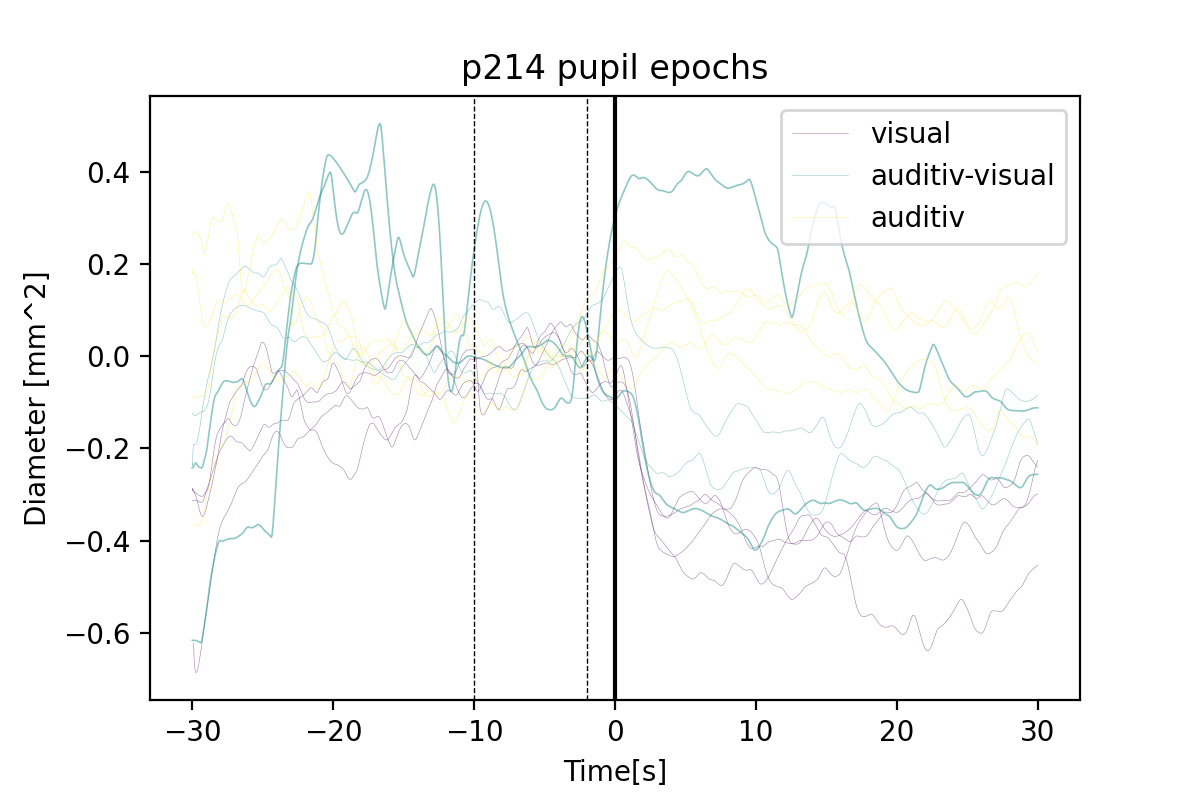 p214 pupil epochs
visual
auditiv-visual
auditiv
Diameter [mm^2]
0.4
0.2
0.0
−0.2
−0.4
−0.6
−30
−20
−10
0
10
20
30
Time[s]